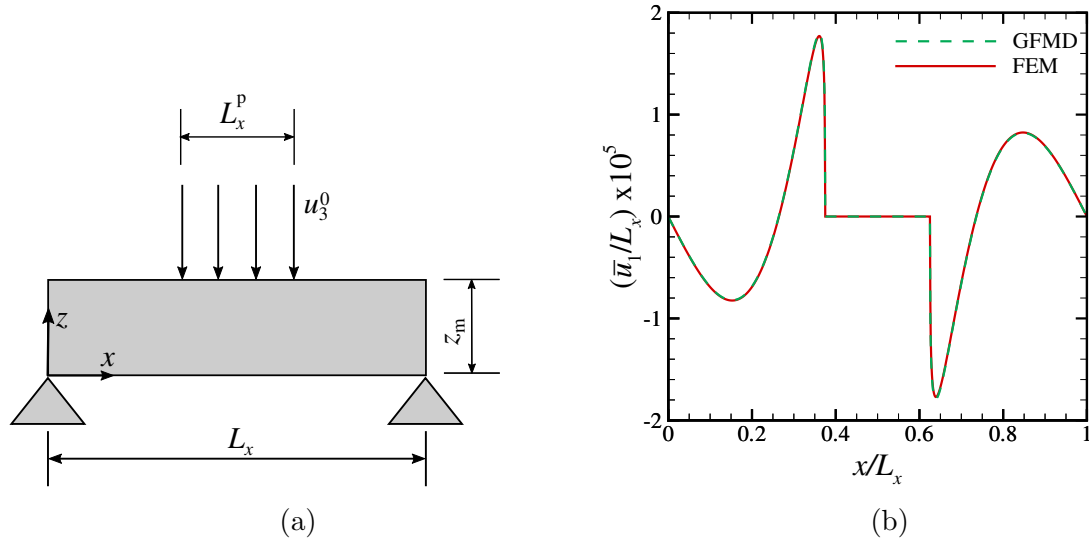 L_x^p
u_3^0
z
x
z_m
L_x
(a)
2
1
0
-1
-2
(ū_1/L_x) x10^5
GFMD
FEM
0
0.2
0.4
0.6
0.8
1
x/L_x
(b)